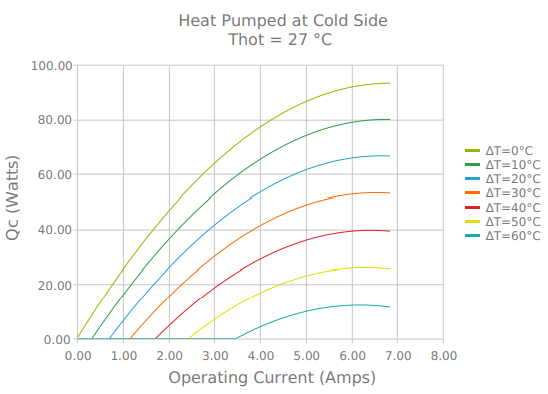 Heat Pumped at Cold Side
Thot = 27 °C
100.00
80.00
60.00
40.00
20.00
0.00
Qc (Watts)
0.00 1.00 2.00 3.00 4.00 5.00 6.00 7.00 8.00
Operating Current (Amps)
ΔT=0°C
ΔT=10°C
ΔT=20°C
ΔT=30°C
ΔT=40°C
ΔT=50°C
ΔT=60°C